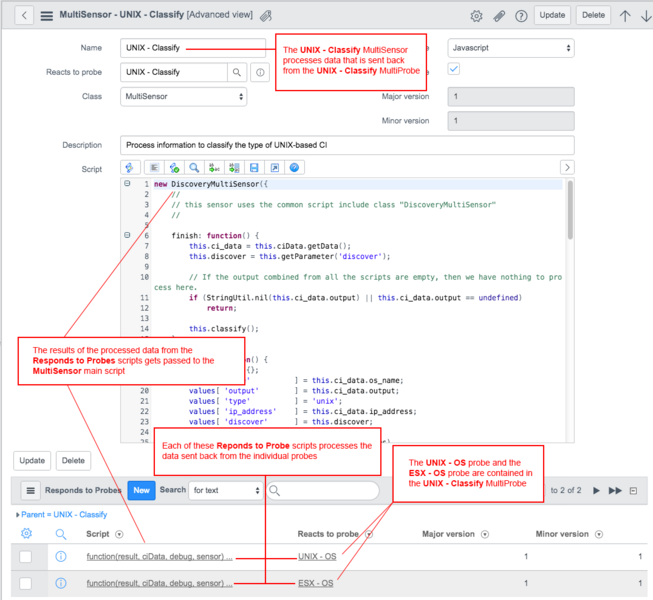 MultiSensor - UNIX - Classify [Advanced view]
Update
Delete
Name
UNIX - Classify
The UNIX - Classify MultiSensor
processes data that is sent back
from the UNIX - Classify MultiProbe
Javascript
Reacts to probe
UNIX - Classify
Class
MultiSensor
Major version
1
Minor version
1
Description
Process information to classify the type of UNIX-based CI
Script
1 new DiscoveryMultiSensor({
2 //
3 // this sensor uses the common script include class "DiscoveryMultiSensor"
4 //
5
6 finish: function() {
7 this.ci_data = this.ciData.getData();
8 this.discover = this.getParameter('discover');
9
10 // If the output combined from all the scripts are empty, then we have nothing to pro
cess here.
11 if (StringUtil.nil(this.ci_data.output) || this.ci_data.output == undefined)
12 return;
13
14 this.classify();
The results of the processed data from the
Responds to Probes scripts gets passed to the
MultiSensor main script
() {
{};
] = this.ci_data.os_name;
20 values[ 'output' ] = this.ci_data.output;
21 values[ 'type' ] = 'unix';
22 values[ 'ip_address' ] = this.ci_data.ip_address;
23 values[ 'discover' ] = this.discover;
24
Each of these Reponds to Probe scripts processes the
data sent back from the individual probes
The UNIX - OS probe and the
ESX - OS probe are contained in
the UNIX - Classify MultiProbe
Update
Delete
Responds to Probes
New
Search
for text
to 2 of 2
Parent = UNIX - Classify
Script
Reacts to probe
Major version
Minor version
function(result, ciData, debug, sensor) ...
UNIX - OS
1
1
function(result, ciData, debug, sensor) ...
ESX - OS
1
1